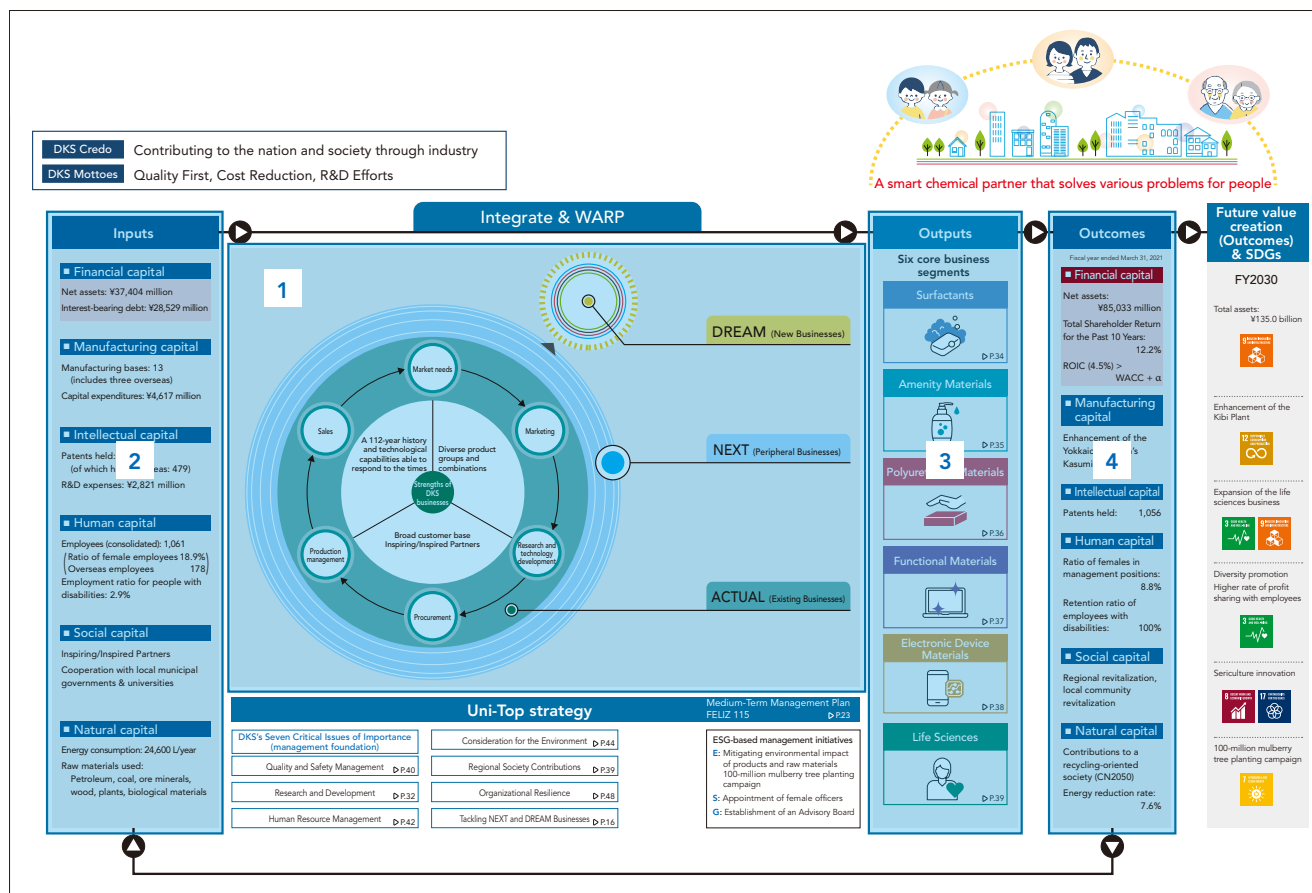 DKS Credo Contributing to the nation and society through industry
DKS Mottoes Quality First, Cost Reduction, R&D Efforts
A smart chemical partner that solves various problems for people
Inputs
■ Financial capital
Net assets: ¥37,404 million
Interest-bearing debt: ¥28,529 million
■ Manufacturing capital
Manufacturing bases: 13
(includes three overseas)
Capital expenditures: ¥4,617 million
■ Intellectual capital
Patents held:
(of which
479)
R&D expenses: ¥2,821 million
2
■ Human capital
Employees (consolidated): 1,061
(Ratio of female employees 18.9%
Overseas employees 178)
Employment ratio for people with
disabilities: 2.9%
■ Social capital
Inspiring/Inspired Partners
Cooperation with local municipal
governments & universities
■ Natural capital
Energy consumption: 24,600 L/year
Raw materials used:
Petroleum, coal, ore minerals,
wood, plants, biological materials
Integrate & WARP
1
Market needs
Marketing
Research and
technology
development
Procurement
Production
management
Sales
A 112-year history
and technological
capabilities able to
respond to the times
Diverse product
groups and
combinations
Strengths of
DKS
businesses
Broad customer base
Inspiring/Inspired Partners
DREAM (New Businesses)
NEXT (Peripheral Businesses)
ACTUAL (Existing Businesses)
Uni-Top strategy
Medium-Term Management Plan
FELIZ 115 ▷P.23
DKS's Seven Critical Issues of Importance
(management foundation)
Quality and Safety Management ▷P.40
Research and Development ▷P.32
Human Resource Management ▷P.42
Consideration for the Environment ▷P.44
Regional Society Contributions ▷P.39
Organizational Resilience ▷P.48
Tackling NEXT and DREAM Businesses ▷P.16
ESG-based management initiatives
E: Mitigating environmental impact
of products and raw materials
100-million mulberry tree planting
campaign
S: Appointment of female officers
G: Establishment of an Advisory Board
Outputs
Six core business
segments
Surfactants
▷P.34
Amenity Materials
▷P.35
3
Materials
▷P.36
Functional Materials
▷P.37
Electronic Device
Materials
▷P.38
Life Sciences
▷P.39
Outcomes
Fiscal year ended March 31, 2021
■ Financial capital
Net assets:
¥85,033 million
Total Shareholder Return
for the Past 10 Years:
12.2%
ROIC (4.5%) >
WACC + α
■ Manufacturing
capital
Enhancement of the
4
■ Intellectual capital
Patents held: 1,056
■ Human capital
Ratio of females in
management positions:
8.8%
Retention ratio of
employees with
disabilities: 100%
■ Social capital
Regional revitalization,
local community
revitalization
■ Natural capital
Contributions to a
recycling-oriented
society (CN2050)
Energy reduction rate:
7.6%
Future value
creation
(Outcomes)
& SDGs
FY2030
Total assets:
¥135.0 billion
9
Enhancement of the
Kibi Plant
12
Expansion of the life
sciences business
3
9
Diversity promotion
Higher rate of profit
sharing with employees
3
Sericulture innovation
8
17
100-million mulberry
tree planting campaign
7